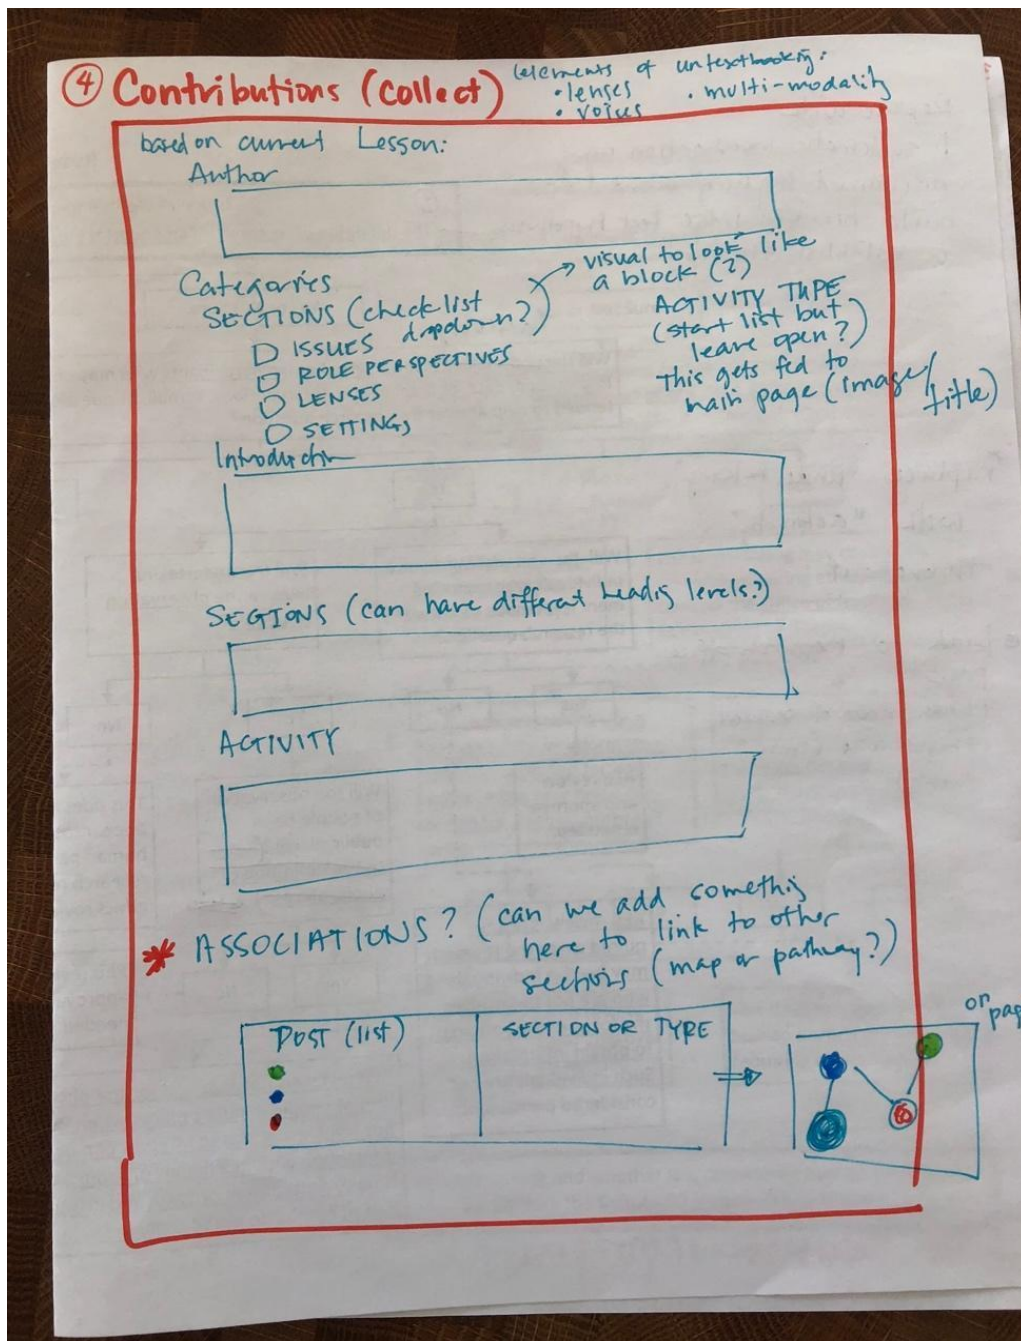 ④ Contributions (collect)
(elements of untextbooking:
• lenses
• multi-modality
• voices
based on current Lesson:
Author
Categories
SECTIONS (checklist
dropdown?)
ISSUES
ROLE PERSPECTIVES
LENSES
SETTINGS
visual to look like
a block (?)
ACTIVITY TYPE
(start list but
leave open?)
This gets fed to
main page (image/
title)
Introduction
SECTIONS (can have different heading levels?)
ACTIVITY
* ASSOCIATIONS? (can we add somethig
here to link to other
sections (map or pathway?)
POST (list)
SECTION OR TYPE
on page